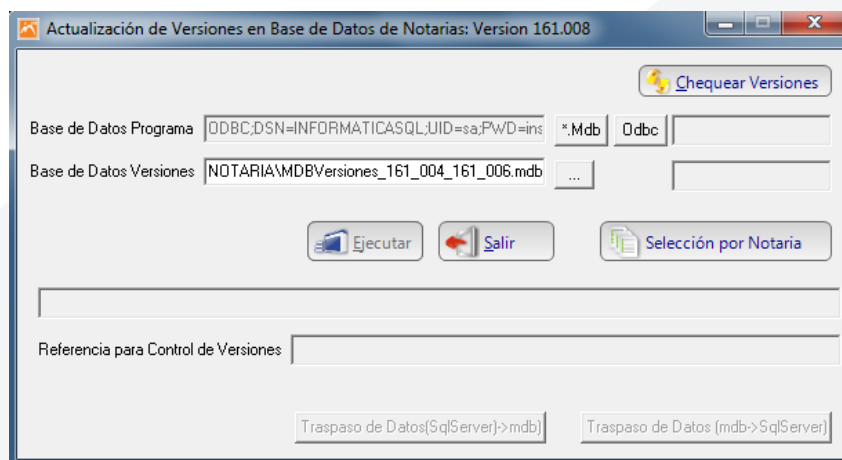 Actualización de Versiones en Base de Datos de Notarias: Version 161.008
Chequear Versiones
Base de Datos Programa ODBC;DSN=INFORMATICASQL;UID=sa;PWD=ins *.Mdb Odbc
Base de Datos Versiones NOTARIA\MDBVersiones_161_004_161_006.mdb ...
Ejecutar Salir Selección por Notaria
Referencia para Control de Versiones
Traspaso de Datos(SqlServer)->mdb) Traspaso de Datos (mdb->SqlServer)